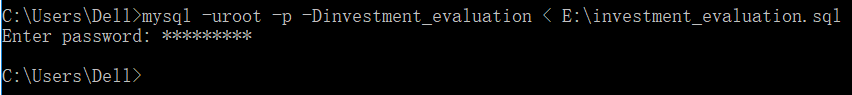 C:\Users\Dell>mysql -uroot -p -Dinvestment_evaluation < E:\investment_evaluation.sql
Enter password: *********
C:\Users\Dell>